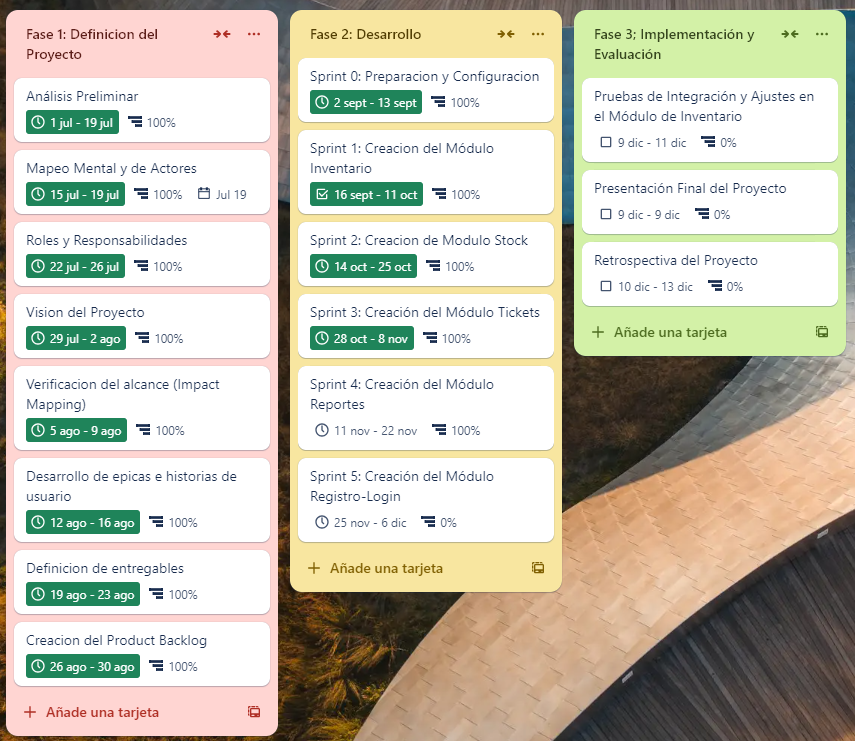 Fase 1: Definicion del
Proyecto
Análisis Preliminar
1 jul - 19 jul 100%
Mapeo Mental y de Actores
15 jul - 19 jul 100% Jul 19
Roles y Responsabilidades
22 jul - 26 jul 100%
Vision del Proyecto
29 jul - 2 ago 100%
Verificacion del alcance (Impact
Mapping)
5 ago - 9 ago 100%
Desarrollo de epicas e historias de
usuario
12 ago - 16 ago 100%
Definicion de entregables
19 ago - 23 ago 100%
Creacion del Product Backlog
26 ago - 30 ago 100%
Añade una tarjeta
Fase 2: Desarrollo
Sprint 0: Preparacion y Configuracion
2 sept - 13 sept 100%
Sprint 1: Creacion del Módulo
Inventario
16 sept - 11 oct 100%
Sprint 2: Creacion de Modulo Stock
14 oct - 25 oct 100%
Sprint 3: Creación del Módulo Tickets
28 oct - 8 nov 100%
Sprint 4: Creación del Módulo
Reportes
11 nov - 22 nov 100%
Sprint 5: Creación del Módulo
Registro-Login
25 nov - 6 dic 0%
Añade una tarjeta
Fase 3; Implementación y
Evaluación
Pruebas de Integración y Ajustes en
el Módulo de Inventario
9 dic - 11 dic 0%
Presentación Final del Proyecto
9 dic - 9 dic 0%
Retrospectiva del Proyecto
10 dic - 13 dic 0%
Añade una tarjeta